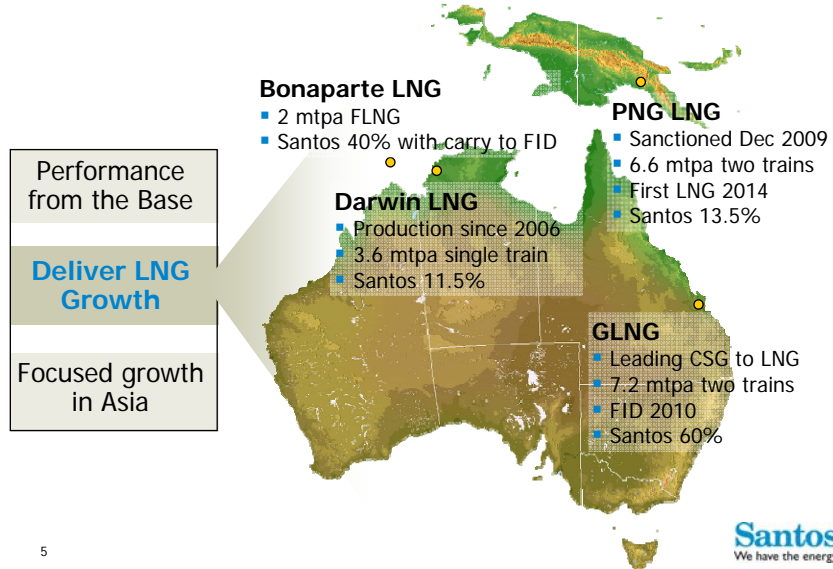 Bonaparte LNG
▪ 2 mtpa FLNG
▪ Santos 40% with carry to FID
PNG LNG
▪ Sanctioned Dec 2009
▪ 6.6 mtpa two trains
▪ First LNG 2014
▪ Santos 13.5%
Performance
from the Base
Deliver LNG
Growth
Focused growth
in Asia
Darwin LNG
▪ Production since 2006
▪ 3.6 mtpa single train
▪ Santos 11.5%
GLNG
▪ Leading CSG to LNG
▪ 7.2 mtpa two trains
▪ FID 2010
▪ Santos 60%
5
Santos
We have the energy